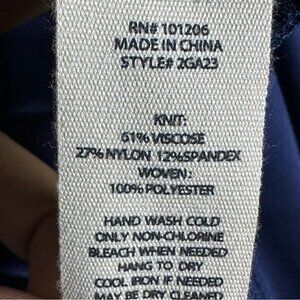 RN# 101206
MADE IN CHINA
STYLE# 2GA23
KNIT:
61% VISCOSE
27% NYLON 12%SPANDEX
WOVEN:
100% POLYESTER
HAND WASH COLD
ONLY NON-CHLORINE
BLEACH WHEN NEEDED
HANG TO DRY
COOL IRON IF NEEDED
MAY BE DRY CLEANED